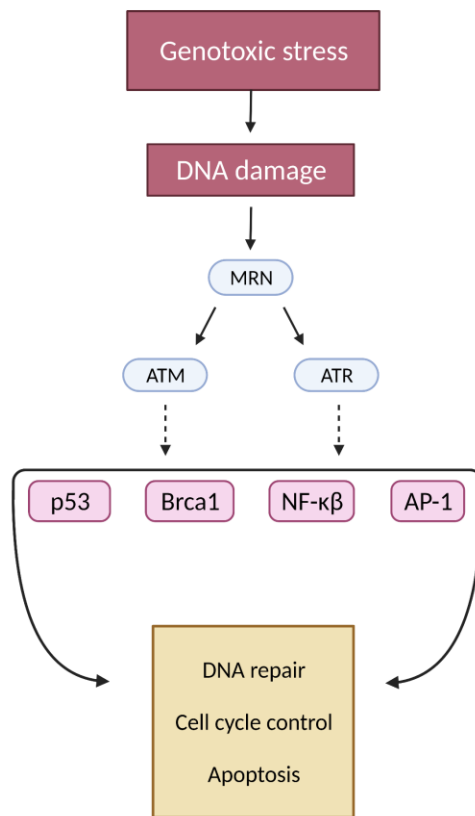 Genotoxic stress
DNA damage
MRN
ATM ATR
p53 Brca1 NF-κβ AP-1
DNA repair
Cell cycle control
Apoptosis